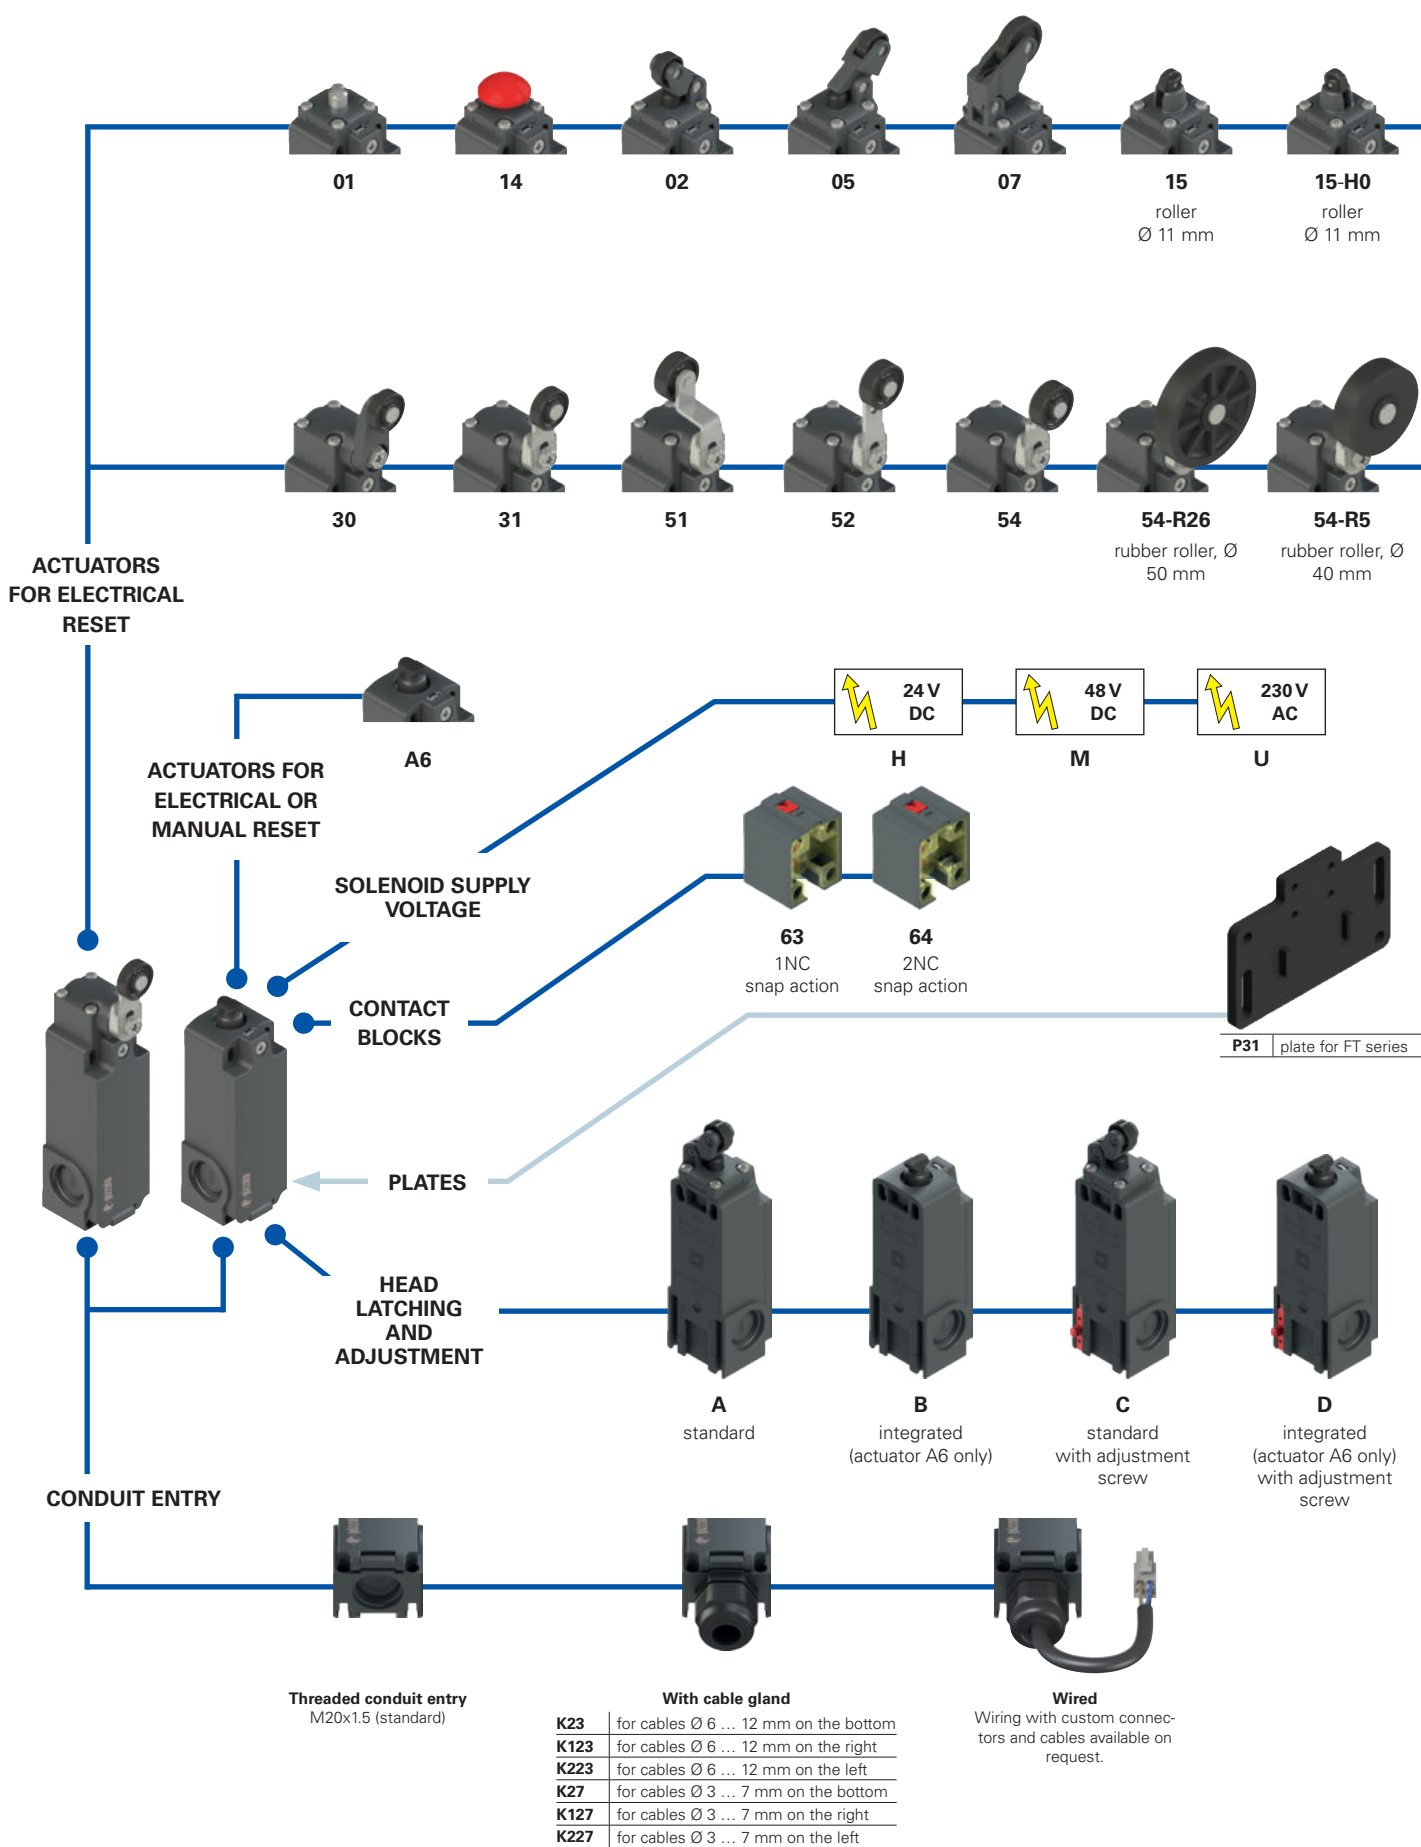 01
14
02
05
07
15
15-H0
roller
Ø 11 mm
roller
Ø 11 mm
30
31
51
52
54
54-R26
54-R5
rubber roller, Ø
50 mm
rubber roller, Ø
40 mm
ACTUATORS
FOR ELECTRICAL
RESET
A6
ACTUATORS FOR
ELECTRICAL OR
MANUAL RESET
24 V
DC
48 V
DC
230 V
AC
H
M
U
SOLENOID SUPPLY
VOLTAGE
63
1NC
snap action
64
2NC
snap action
CONTACT
BLOCKS
P31 plate for FT series
PLATES
HEAD
LATCHING
AND
ADJUSTMENT
A
standard
B
integrated
(actuator A6 only)
C
standard
with adjustment
screw
D
integrated
(actuator A6 only)
with adjustment
screw
CONDUIT ENTRY
Threaded conduit entry
M20x1.5 (standard)
With cable gland
K23 for cables Ø 6 … 12 mm on the bottom
K123 for cables Ø 6 … 12 mm on the right
K223 for cables Ø 6 … 12 mm on the left
K27 for cables Ø 3 … 7 mm on the bottom
K127 for cables Ø 3 … 7 mm on the right
K227 for cables Ø 3 … 7 mm on the left
Wired
Wiring with custom connec-
tors and cables available on
request.